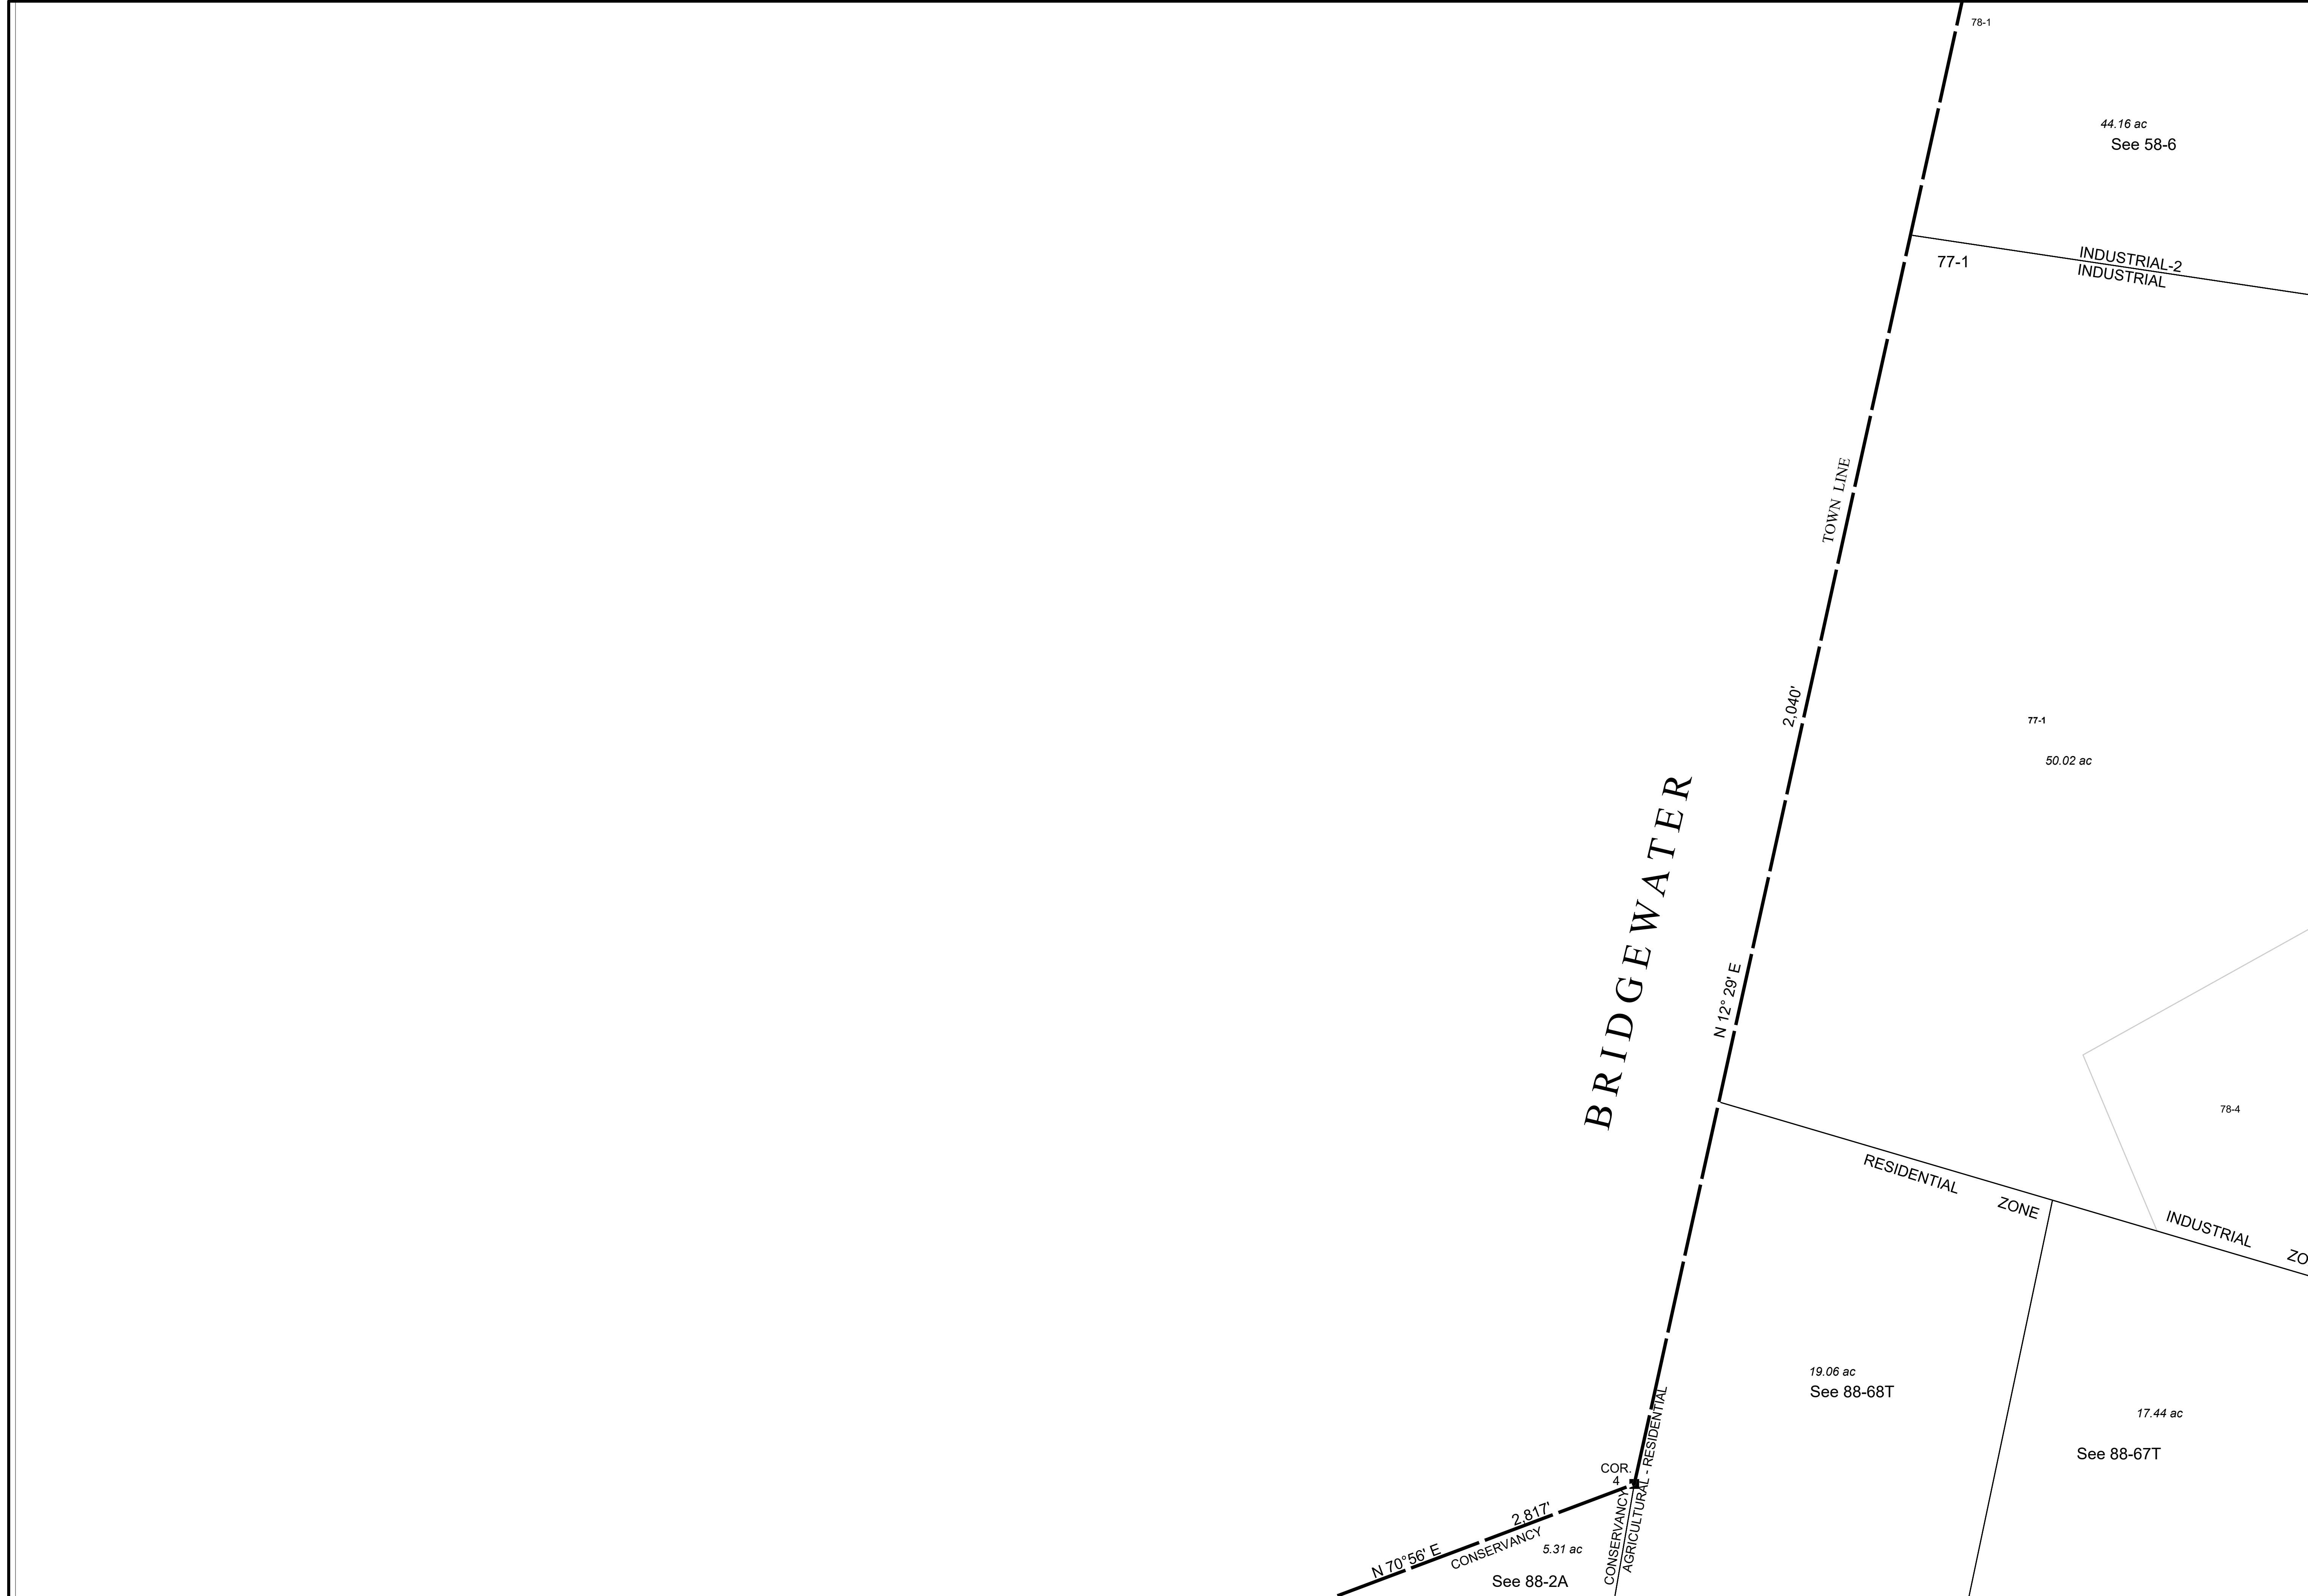 78-1
44.16 ac
See 58-6
INDUSTRIAL-2
77-1
INDUSTRIAL
TOWN LINE
2,040'
77-1
50.02 ac
BRIDGEWATER
N 12° 29' E
78-4
RESIDENTIAL ZONE
INDUSTRIAL ZO
19.06 ac
See 88-68T
17.44 ac
See 88-67T
AGRICULTURAL - RESIDENTIAL
CONSERVANCY
COR.
4
2,817'
N 70°56' E
CONSERVANCY
5.31 ac
See 88-2A